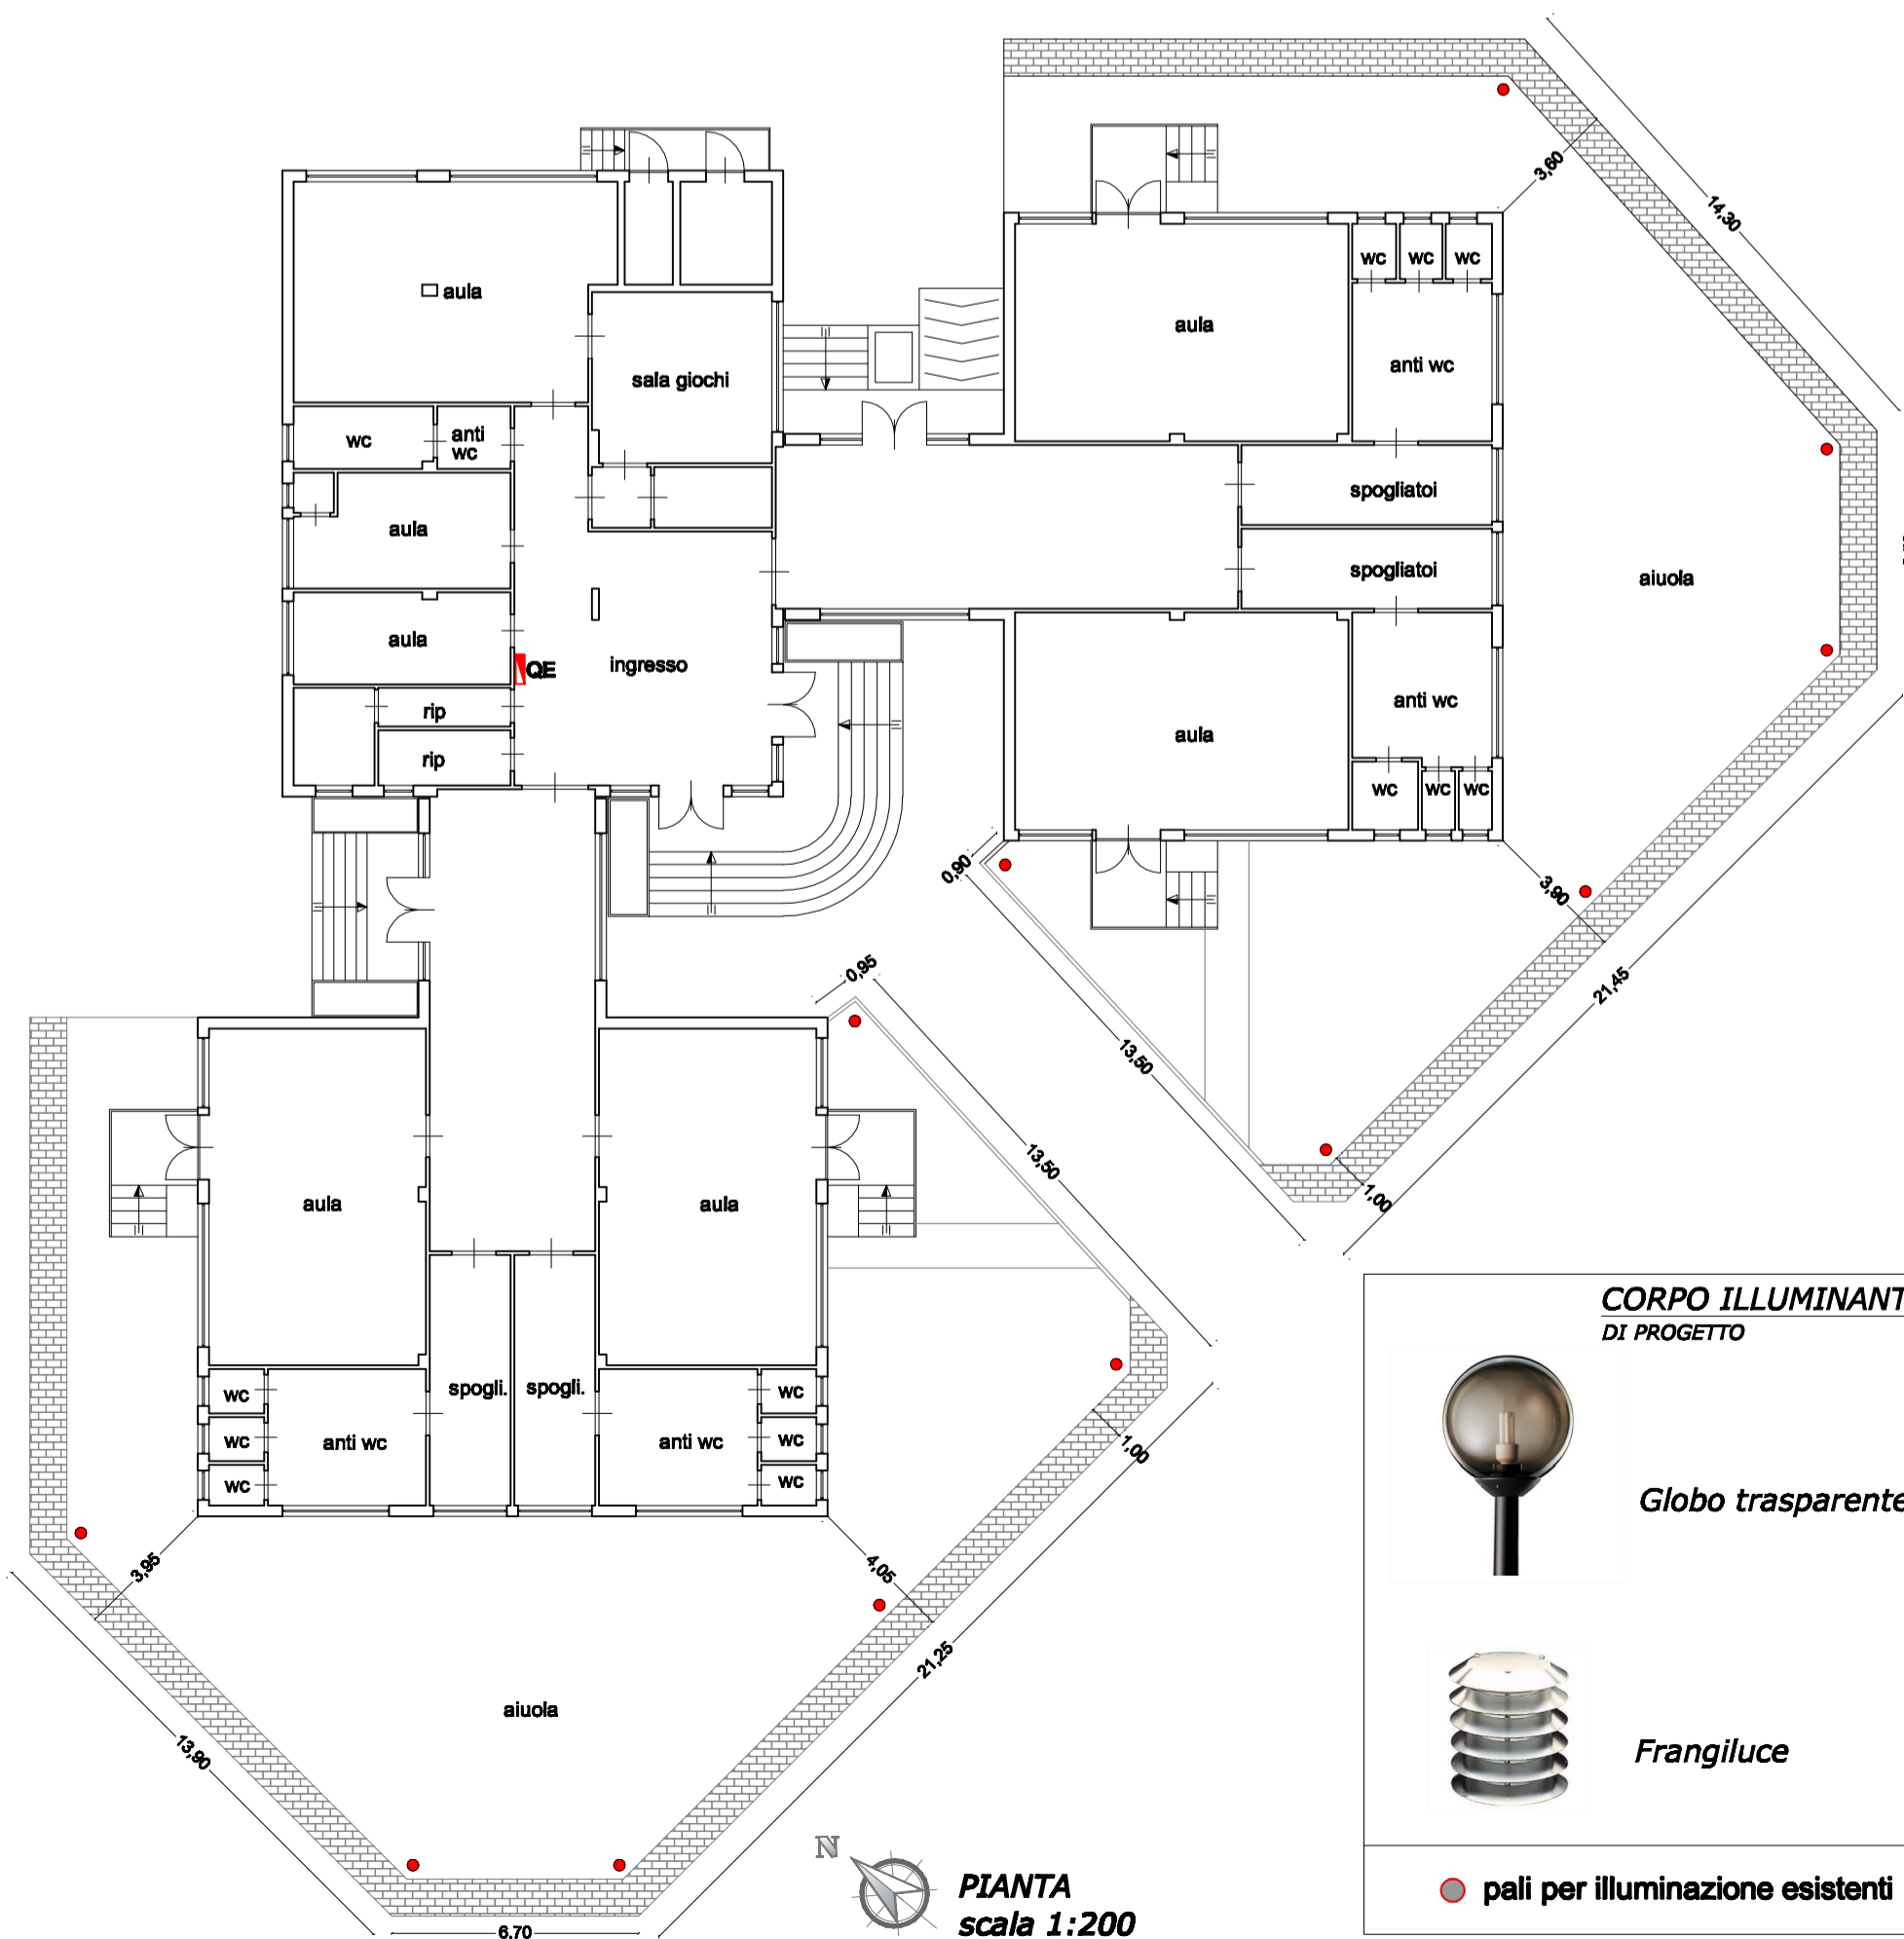 14,30
3,60
wc
wc
wc
aula
aula
anti wc
sala giochi
wc
anti
wc
spogliatoi
aula
spogliatoi
aiuola
aula
QE
ingresso
anti wc
rip
aula
rip
wc
wc
wc
0,90
3,90
0,95
21,45
13,50
13,50
1,00
aula
aula
CORPO ILLUMINANT
DI PROGETTO
spogli.
spogli.
wc
wc
wc
anti wc
anti wc
wc
1,00
wc
wc
Globo trasparente
3,95
4,05
21,25
aiuola
13,90
Frangiluce
N
PIANTA
scala 1:200
pali per illuminazione esistenti
6,70